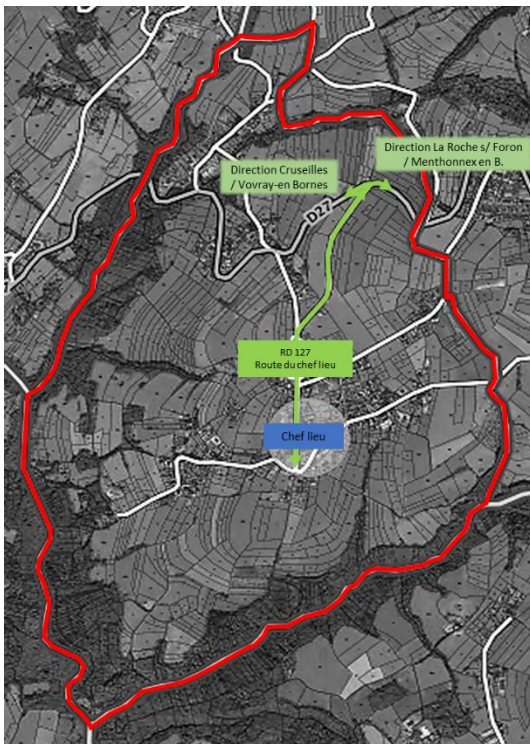 Direction La Roche s/ Foron
/ Menthonnex en B.
Direction Cruseilles
/ Vovray-en Bornes
D27
RD 127
Route du chef lieu
Chef lieu